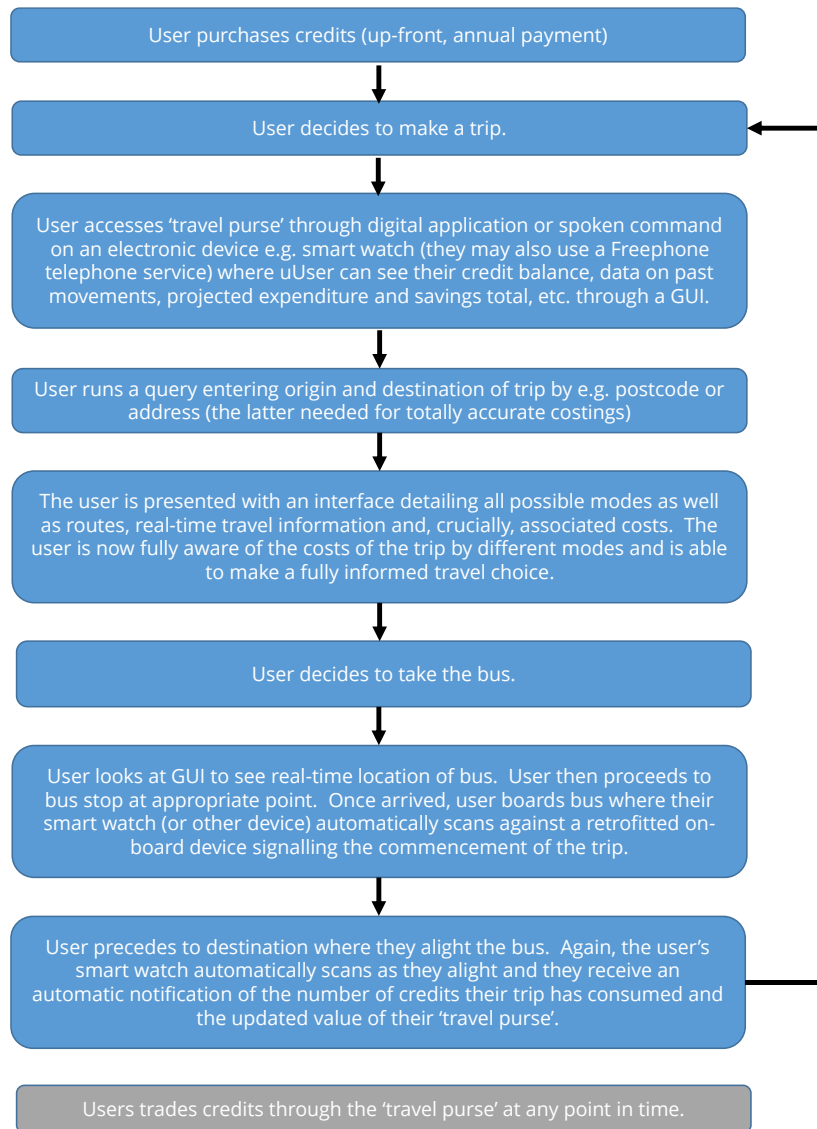 User purchases credits (up-front, annual payment)
User decides to make a trip.
User accesses ‘travel purse’ through digital application or spoken command
on an electronic device e.g. smart watch (they may also use a Freephone
telephone service) where uUser can see their credit balance, data on past
movements, projected expenditure and savings total, etc. through a GUI.
User runs a query entering origin and destination of trip by e.g. postcode or
address (the latter needed for totally accurate costings)
The user is presented with an interface detailing all possible modes as well
as routes, real-time travel information and, crucially, associated costs.  The
user is now fully aware of the costs of the trip by different modes and is able
to make a fully informed travel choice.
User decides to take the bus.
User looks at GUI to see real-time location of bus.  User then proceeds to
bus stop at appropriate point.  Once arrived, user boards bus where their
smart watch (or other device) automatically scans against a retrofitted on-
board device signalling the commencement of the trip.
User precedes to destination where they alight the bus.  Again, the user’s
smart watch automatically scans as they alight and they receive an
automatic notification of the number of credits their trip has consumed and
the updated value of their ‘travel purse’.
Users trades credits through the ‘travel purse’ at any point in time.